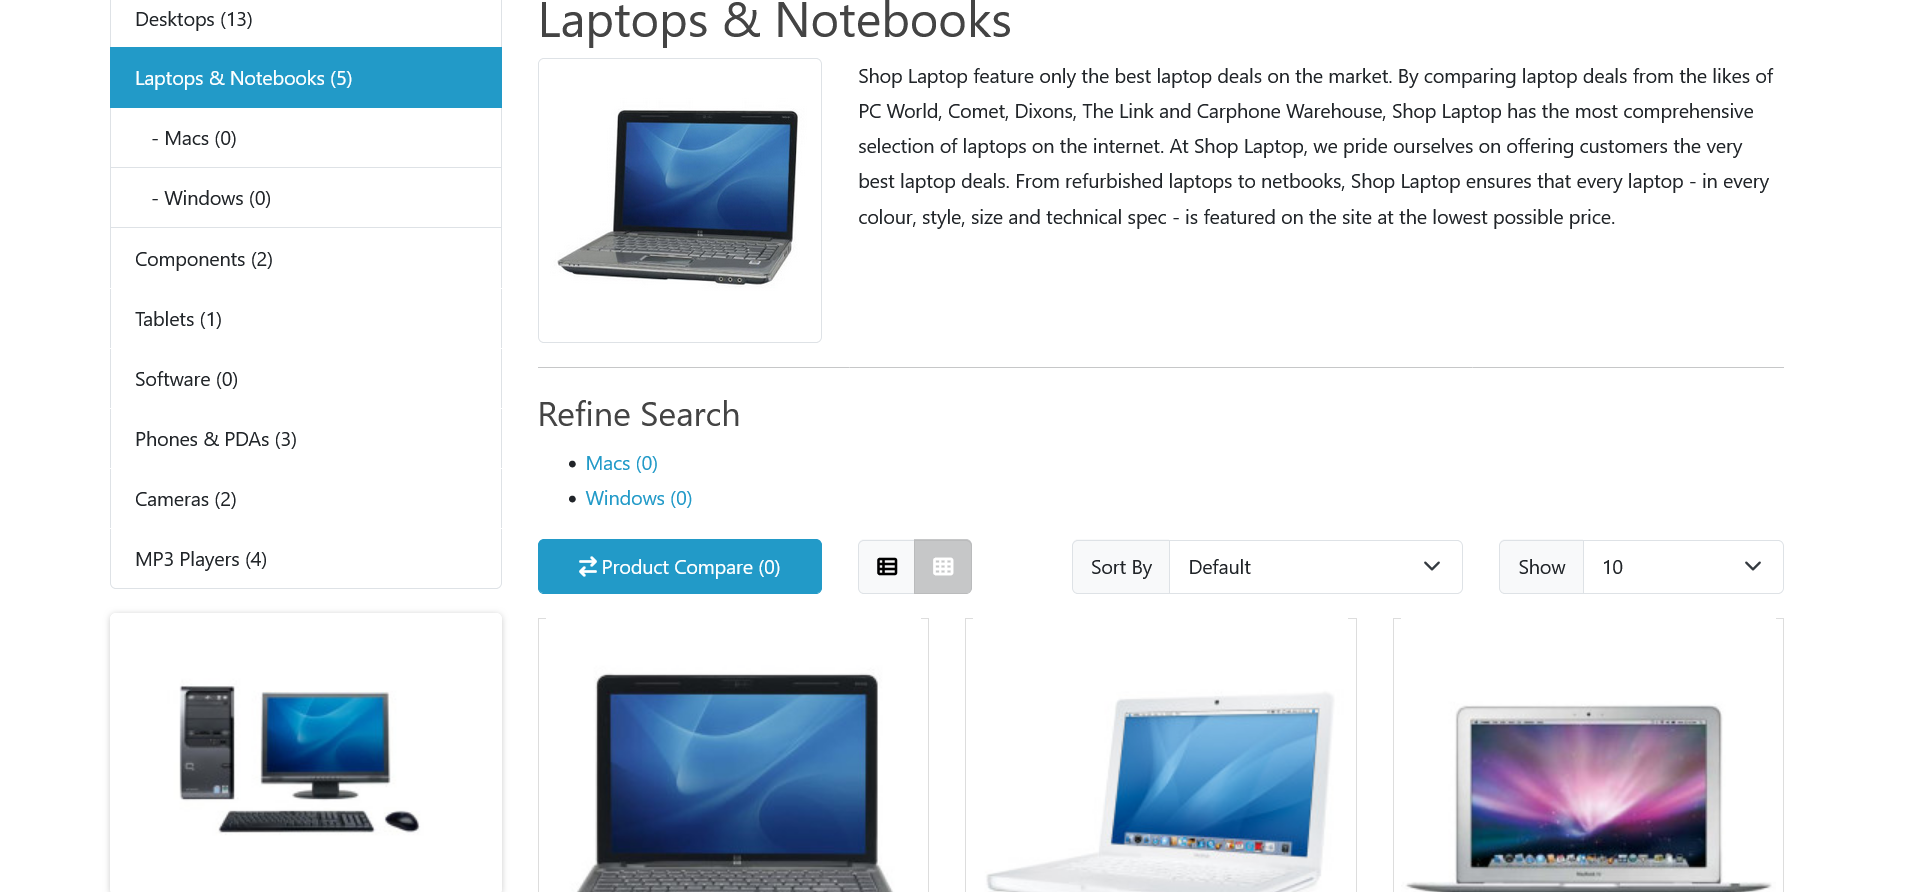 Desktops (13)
Laptops & Notebooks (5)
- Macs (0)
- Windows (0)
Components (2)
Tablets (1)
Software (0)
Phones & PDAs (3)
Cameras (2)
MP3 Players (4)
Laptops & Notebooks
Shop Laptop feature only the best laptop deals on the market. By comparing laptop deals from the likes of
PC World, Comet, Dixons, The Link and Carphone Warehouse, Shop Laptop has the most comprehensive
selection of laptops on the internet. At Shop Laptop, we pride ourselves on offering customers the very
best laptop deals. From refurbished laptops to netbooks, Shop Laptop ensures that every laptop - in every
colour, style, size and technical spec - is featured on the site at the lowest possible price.
Refine Search
Macs (0)
Windows (0)
Product Compare (0)
Sort By
Default
Show
10